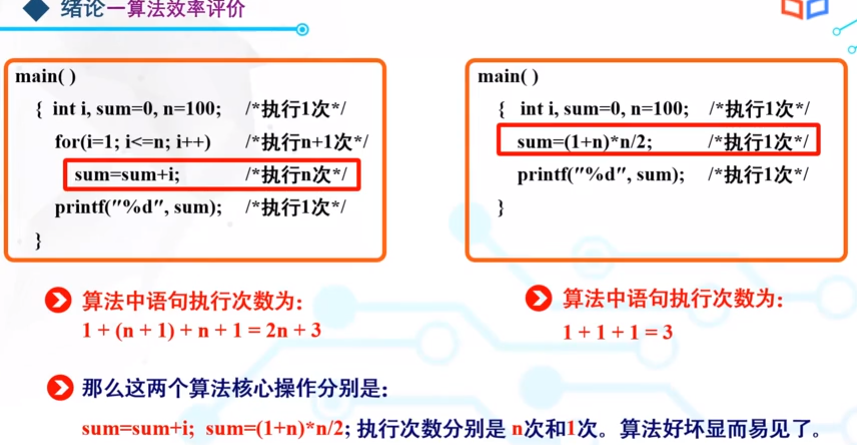 绪论—算法效率评价
main( )
{ int i, sum=0, n=100; /*执行1次*/
for(i=1; i<=n; i++) /*执行n+1次*/
sum=sum+i; /*执行n次*/
printf("%d", sum); /*执行1次*/
}
算法中语句执行次数为:
1 + (n + 1) + n + 1 = 2n + 3
main( )
{ int i, sum=0, n=100; /*执行1次*/
sum=(1+n)*n/2; /*执行1次*/
printf("%d", sum); /*执行1次*/
}
算法中语句执行次数为:
1 + 1 + 1 = 3
那么这两个算法核心操作分别是:
sum=sum+i; sum=(1+n)*n/2; 执行次数分别是 n次和1次。算法好坏显而易见了。